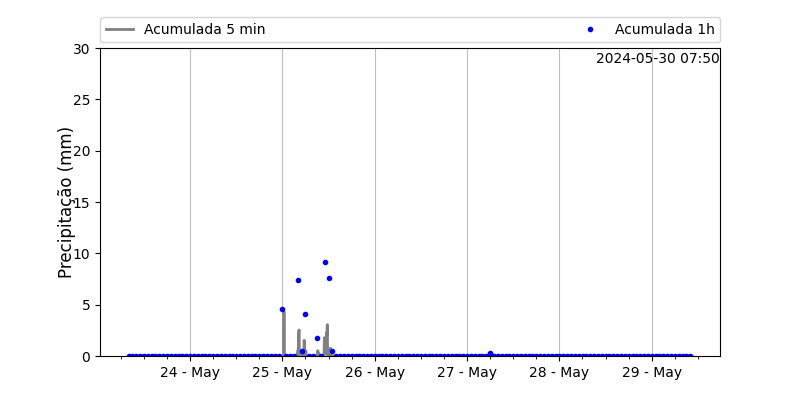 Acumulada 5 min
Acumulada 1h
2024-05-30 07:50
Precipitação (mm)
30
25
20
15
10
5
0
24 - May
25 - May
26 - May
27 - May
28 - May
29 - May